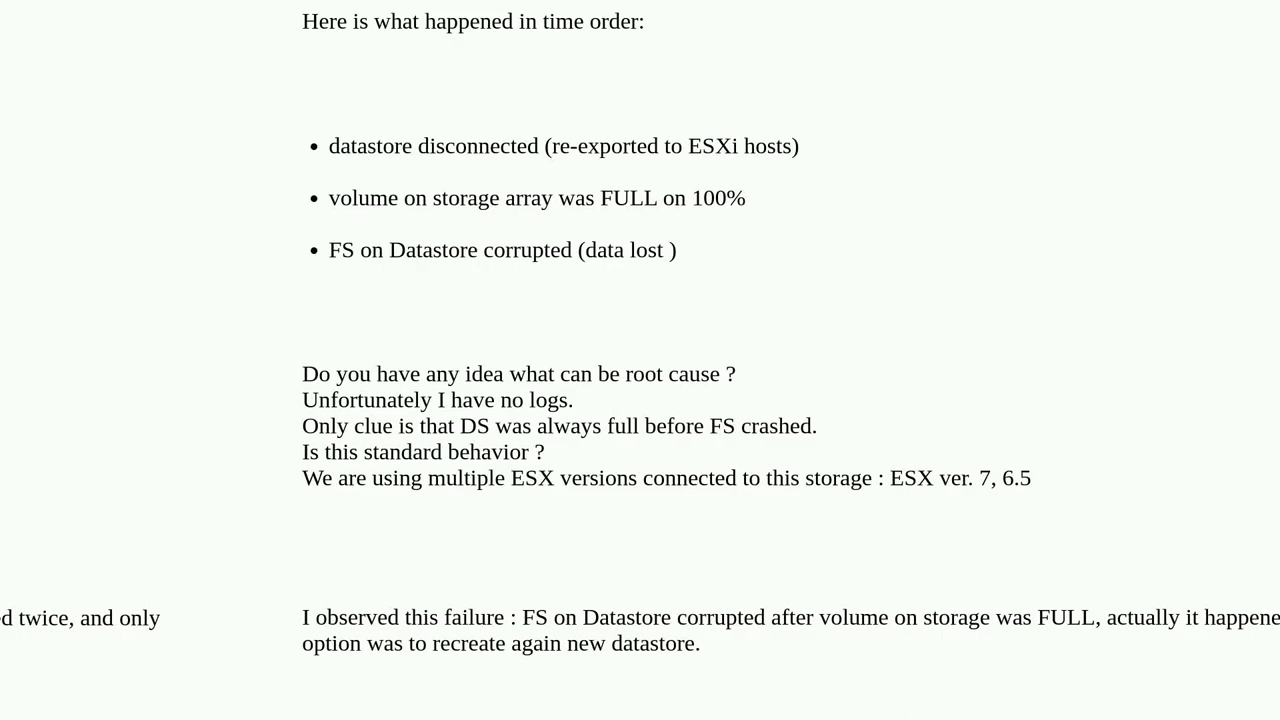 Here is what happened in time order:
• datastore disconnected (re-exported to ESXi hosts)
• volume on storage array was FULL on 100%
• FS on Datastore corrupted (data lost )
Do you have any idea what can be root cause ?
Unfortunately I have no logs.
Only clue is that DS was always full before FS crashed.
Is this standard behavior ?
We are using multiple ESX versions connected to this storage : ESX ver. 7, 6.5
ed twice, and only
I observed this failure : FS on Datastore corrupted after volume on storage was FULL, actually it happene
option was to recreate again new datastore.